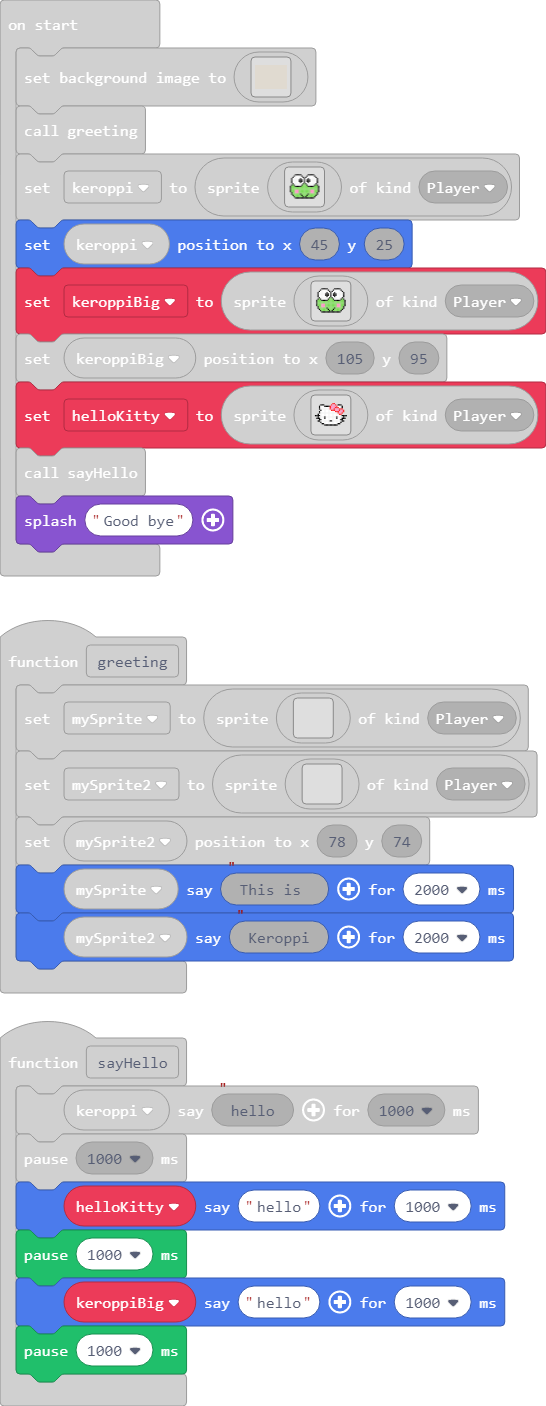 on start
set background image to
call greeting
set keroppi to sprite of kind Player
set keroppi position to x 45 y 25
set keroppiBig to sprite of kind Player
set keroppiBig position to x 105 y 95
set helloKitty to sprite of kind Player
call sayHello
splash "Good bye"
function greeting
set mySprite to sprite of kind Player
set mySprite2 to sprite of kind Player
set mySprite2 position to x 78 y 74
mySprite say "This is for 2000 ms
mySprite2 say "Keroppi for 2000 ms
function sayHello
keroppi say "hello for 1000 ms
pause 1000 ms
helloKitty say "hello" for 1000 ms
pause 1000 ms
keroppiBig say "hello" for 1000 ms
pause 1000 ms